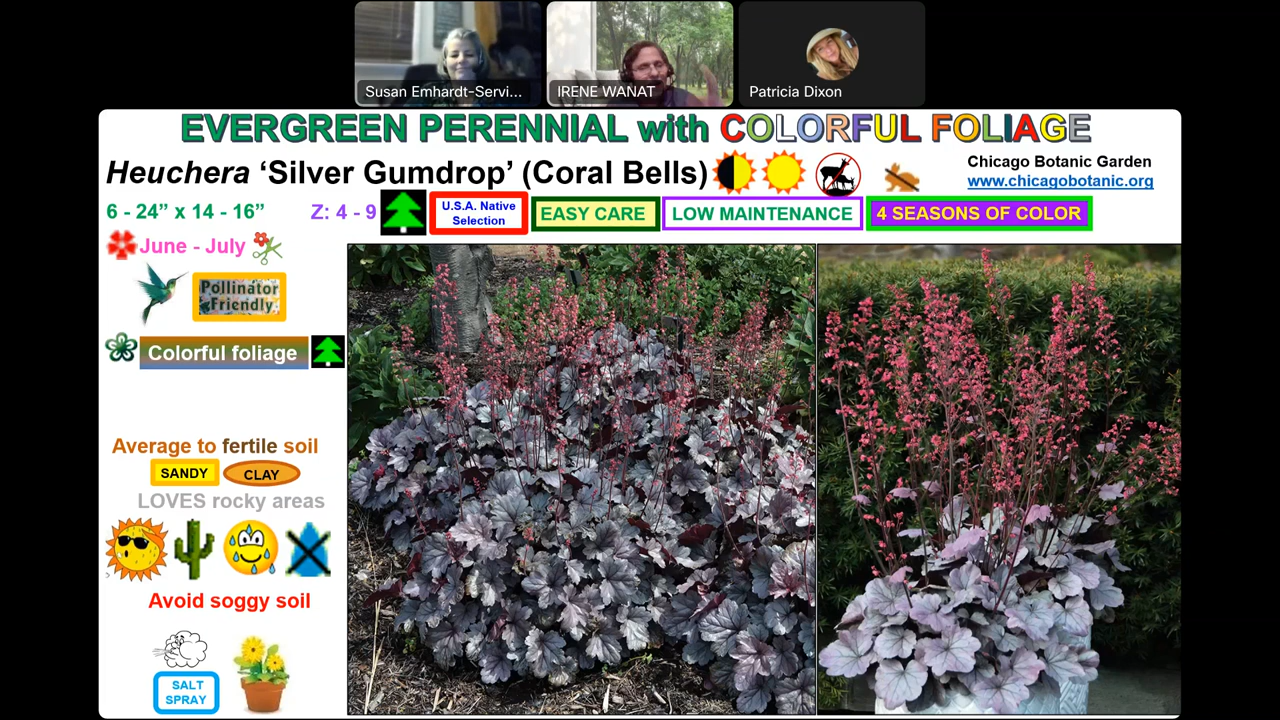 Susan Emhardt-Servi...
IRENE WANAT
Patricia Dixon
EVERGREEN PERENNIAL with COLORFUL FOLIAGE
Heuchera ‘Silver Gumdrop’ (Coral Bells)
Chicago Botanic Garden
www.chicagobotanic.org
6 - 24” x 14 - 16”
Z: 4 - 9
U.S.A. Native
Selection
EASY CARE
LOW MAINTENANCE
4 SEASONS OF COLOR
June - July
Pollinator
Friendly
Colorful foliage
Average to fertile soil
SANDY
CLAY
LOVES rocky areas
Avoid soggy soil
SALT
SPRAY